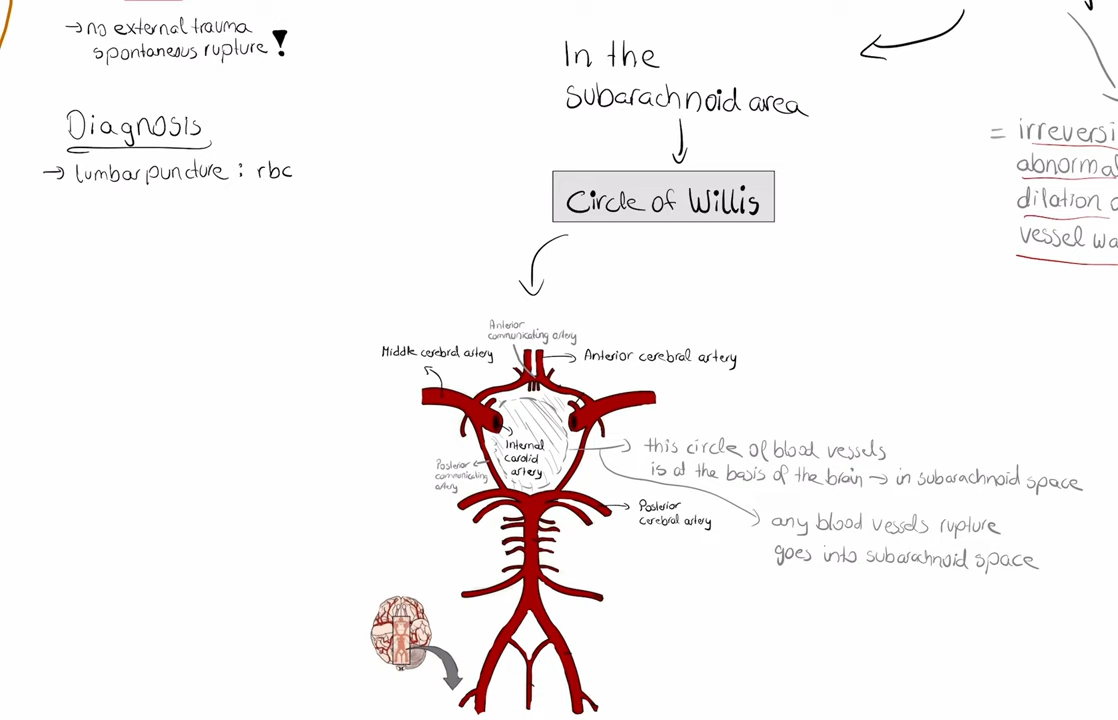 → no external trauma
spontaneous rupture !
Diagnosis
→ lumbar puncture : rbc
In the
subarachnoid area
Circle of Willis
= irreversi
abnormal
dilation o
vessel wa
Anterior
communicating artery
Middle cerebral artery
→ Anterior cerebral artery
Internal
cardid
artery
Posterior
communicating
artery
this circle of blood vessels
is at the basis of the brain → in subarachnoid space
Posterior
cerebral artery
any blood vessels rupture
goes into subarachnoid space